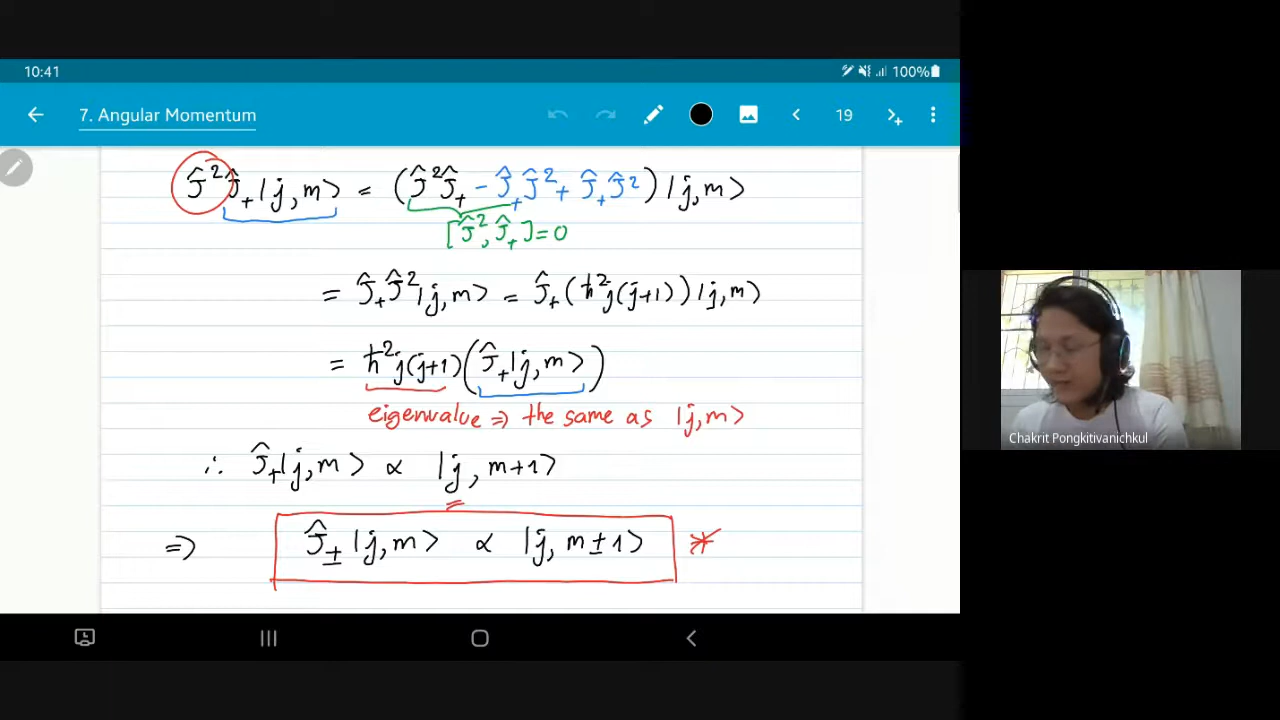 10:41 100%
7. Angular Momentum 19
Ĵ²Ĵ₊|j,m> = (Ĵ²Ĵ₊ - Ĵ₊Ĵ² + Ĵ₊Ĵ²)|j,m>
[Ĵ²,Ĵ₊]=0
= Ĵ₊Ĵ²|j,m> = Ĵ₊(ħ²j(j+1))|j,m>
= ħ²j(j+1)(Ĵ₊|j,m>)
eigenvalue ⇒ the same as |j,m>
∴ Ĵ₊|j,m> ∝ |j,m+1>
⇒ Ĵ±|j,m> ∝ |j,m±1> *
Chakrit Pongkitivanichkul